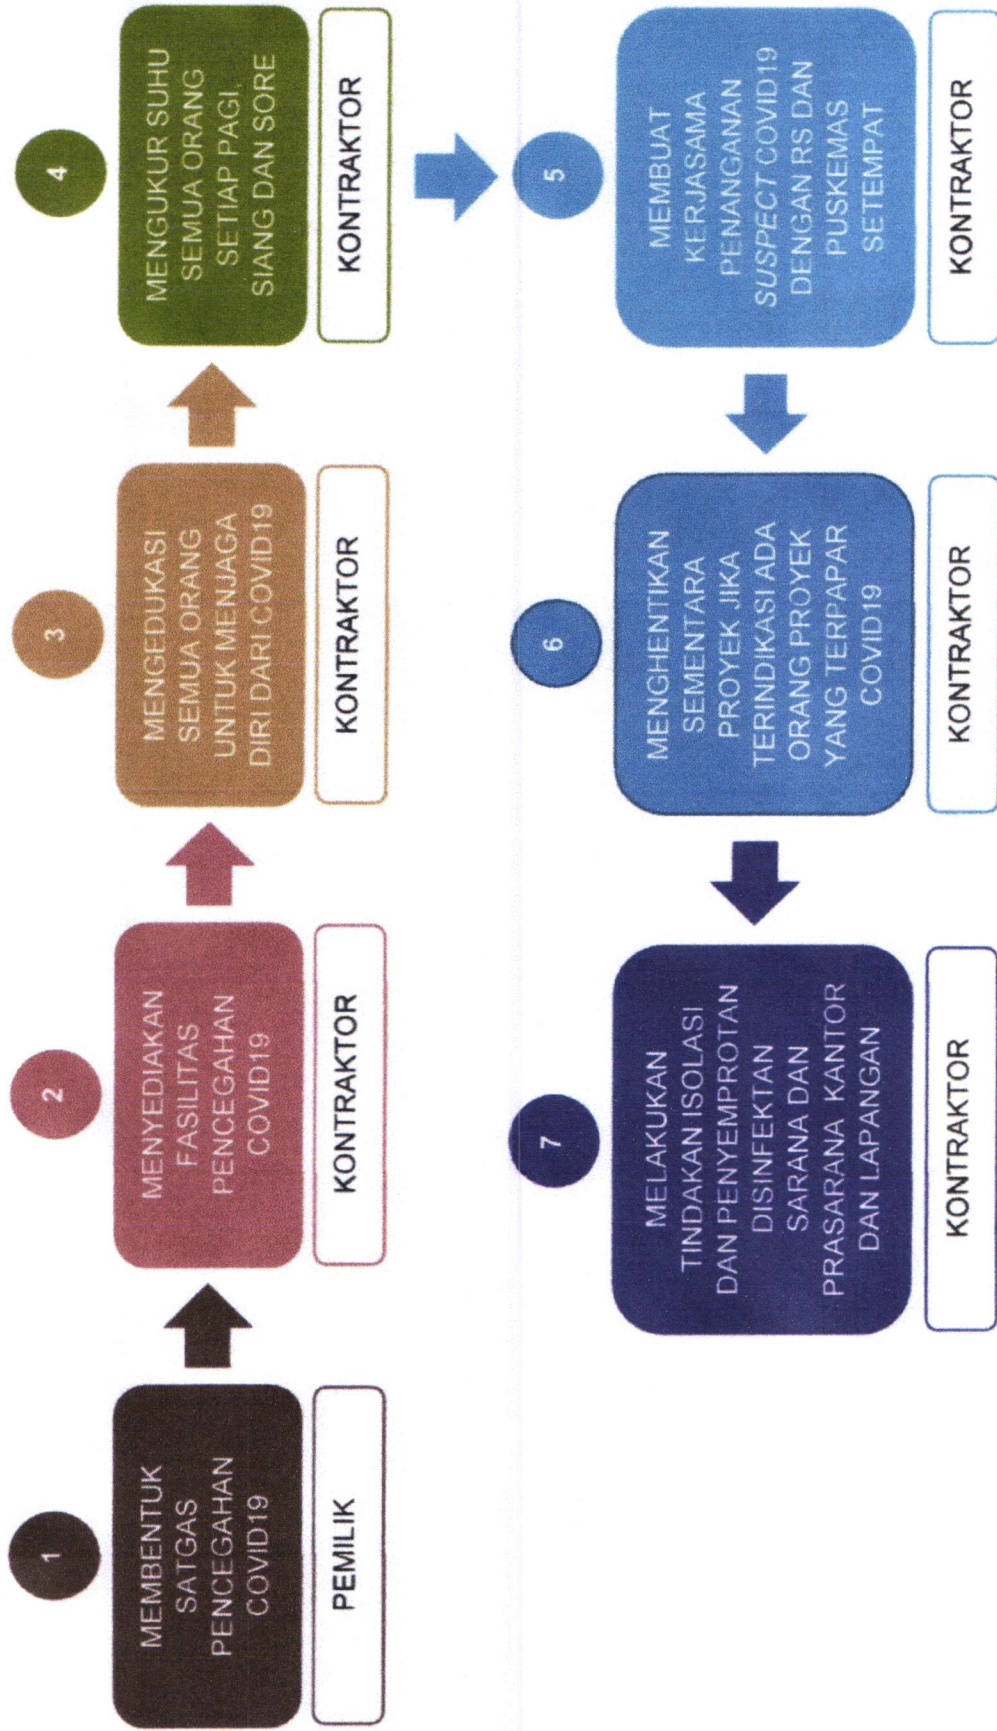 1
MEMBENTUK
SATGAS
PENCEGAHAN
COVID19
PEMILIK
2
MENYEDIAKAN
FASILITAS
PENCEGAHAN
COVID19
KONTRAKTOR
3
MENGEDUKASI
SEMUA ORANG
UNTUK MENJAGA
DIRI DARI COVID19
KONTRAKTOR
4
MENGUKUR SUHU
SEMUA ORANG
SETIAP PAGI,
SIANG DAN SORE
KONTRAKTOR
5
MEMBUAT
KERJASAMA
PENANGANAN
SUSPECT COVID19
DENGAN RS DAN
PUSKEMAS
SETEMPAT
KONTRAKTOR
6
MENGHENTIKAN
SEMENTARA
PROYEK JIKA
TERINDIKASI ADA
ORANG PROYEK
YANG TERPAPAR
COVID19
KONTRAKTOR
7
MELAKUKAN
TINDAKAN ISOLASI
DAN PENYEMPROTAN
DISINFEKTAN
SARANA DAN
PRASARANA KANTOR
DAN LAPANGAN
KONTRAKTOR